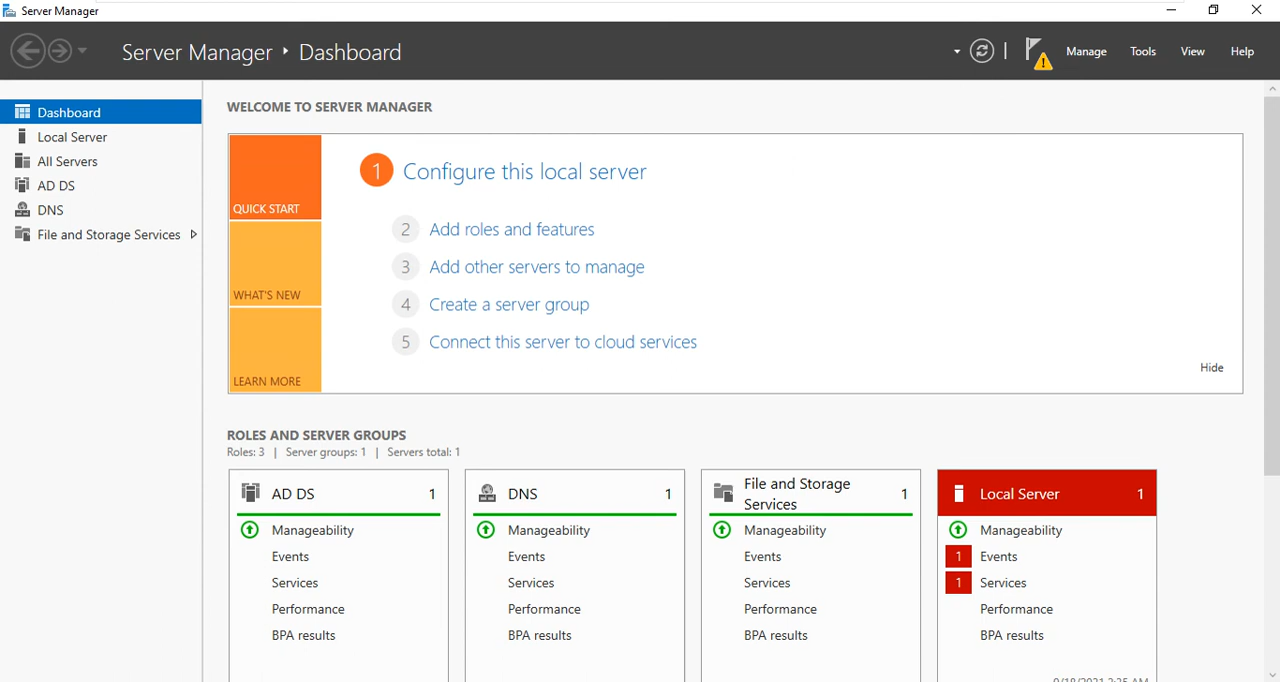 Server Manager
Server Manager ‣ Dashboard
Manage Tools View Help
Dashboard
Local Server
All Servers
AD DS
DNS
File and Storage Services
WELCOME TO SERVER MANAGER
QUICK START
WHAT'S NEW
LEARN MORE
1 Configure this local server
2 Add roles and features
3 Add other servers to manage
4 Create a server group
5 Connect this server to cloud services
Hide
ROLES AND SERVER GROUPS
Roles: 3 | Server groups: 1 | Servers total: 1
AD DS 1
Manageability
Events
Services
Performance
BPA results
DNS 1
Manageability
Events
Services
Performance
BPA results
File and Storage
Services 1
Manageability
Events
Services
Performance
BPA results
Local Server 1
Manageability
1 Events
1 Services
Performance
BPA results